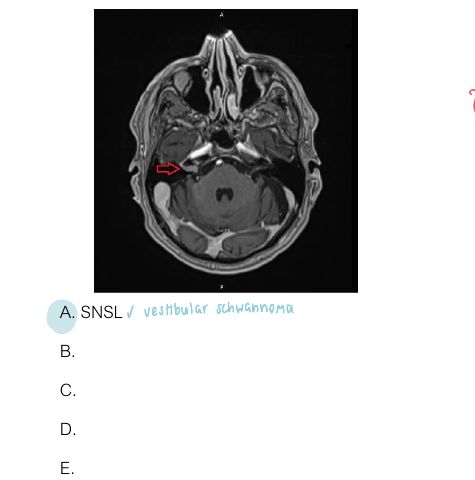 A
P
A. SNSL ✓ vestibular schwannoma
B.
C.
D.
E.